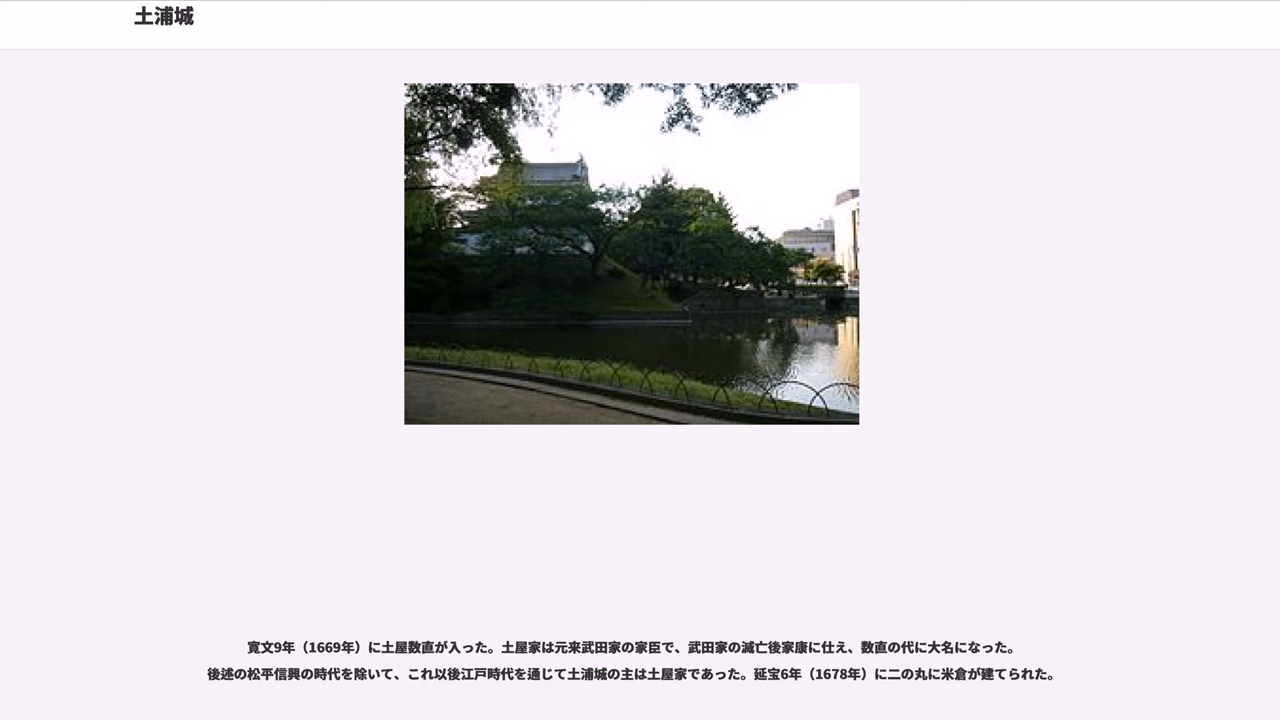 土浦城
寛文9年（1669年）に土屋数直が入った。土屋家は元来武田家の家臣で、武田家の滅亡後家康に仕え、数直の代に大名になった。
後述の松平信興の時代を除いて、これ以後江戸時代を通じて土浦城の主は土屋家であった。延宝6年（1678年）に二の丸に米倉が建てられた。